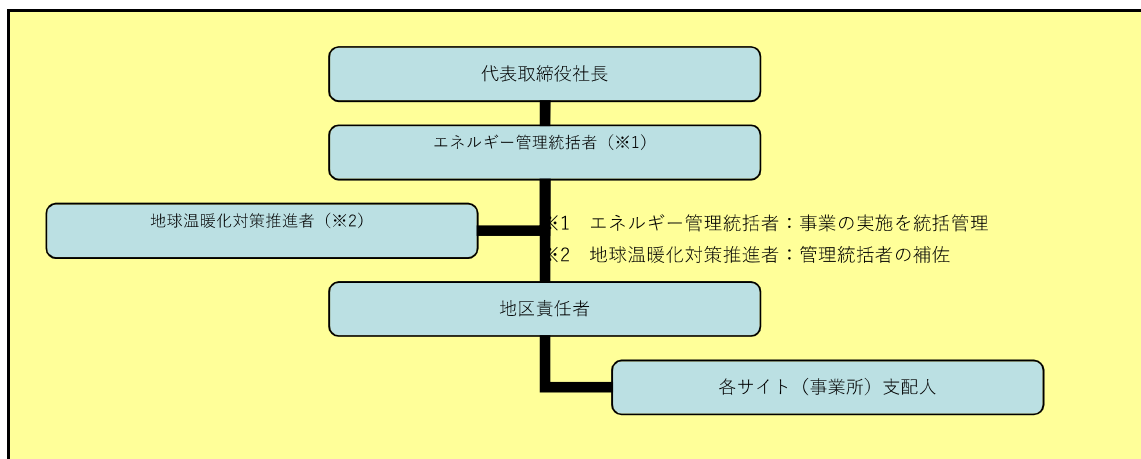 代表取締役社長
エネルギー管理統括者（※1）
地球温暖化対策推進者（※2）
※1　エネルギー管理統括者：事業の実施を統括管理
※2　地球温暖化対策推進者：管理統括者の補佐
地区責任者
各サイト（事業所）支配人